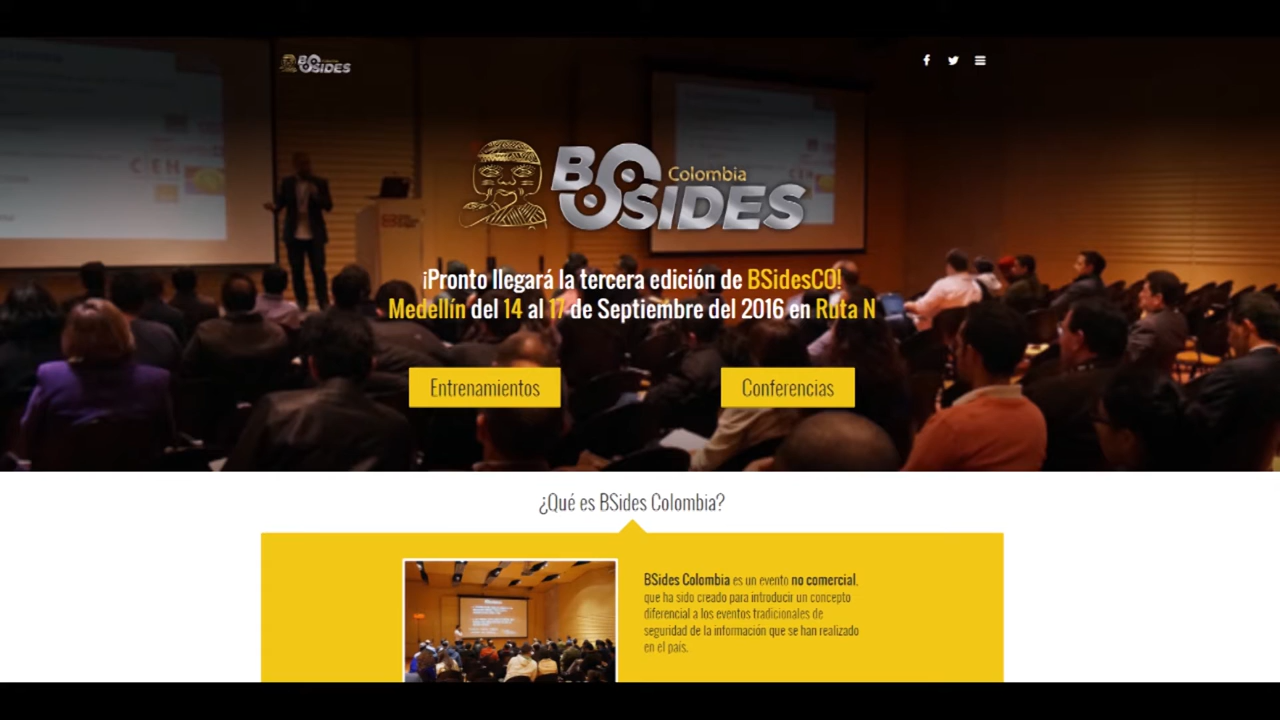 BSIDES
Colombia
BSIDES
Colombia
CEH
¡Pronto llegará la tercera edición de BSidesCO!
Medellín del 14 al 17 de Septiembre del 2016 en Ruta N
Entrenamientos
Conferencias
¿Qué es BSides Colombia?
BSides Colombia es un evento no comercial,
que ha sido creado para introducir un concepto
diferencial a los eventos tradicionales de
seguridad de la información que se han realizado
en el país.